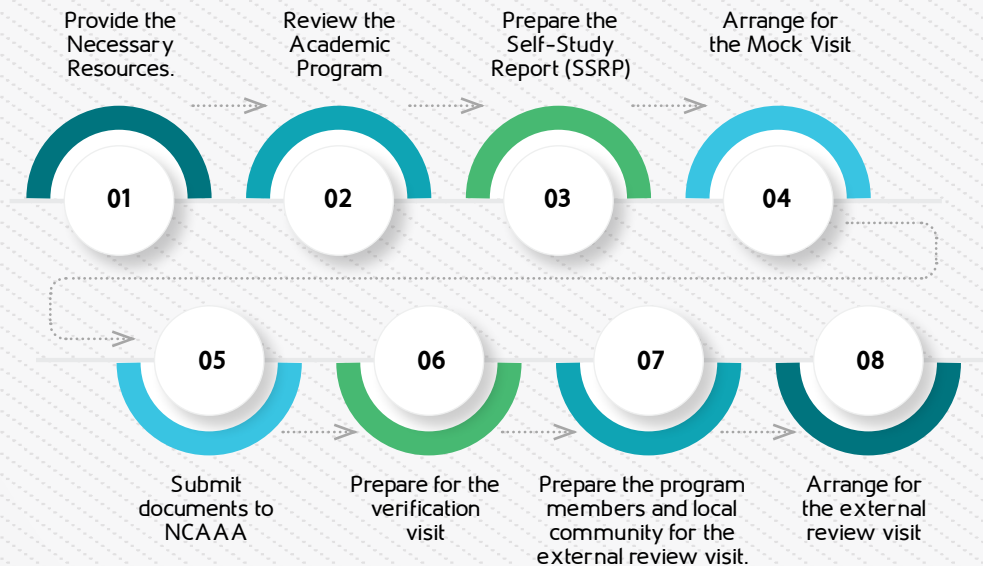 Provide the
Necessary
Resources.
Review the
Academic
Program
Prepare the
Self-Study
Report (SSRP)
Arrange for
the Mock Visit
01
02
03
04
05
06
07
08
Submit
documents to
NCAAA
Prepare for the
verification
visit
Prepare the program
members and local
community for the
external review visit.
Arrange for
the external
review visit